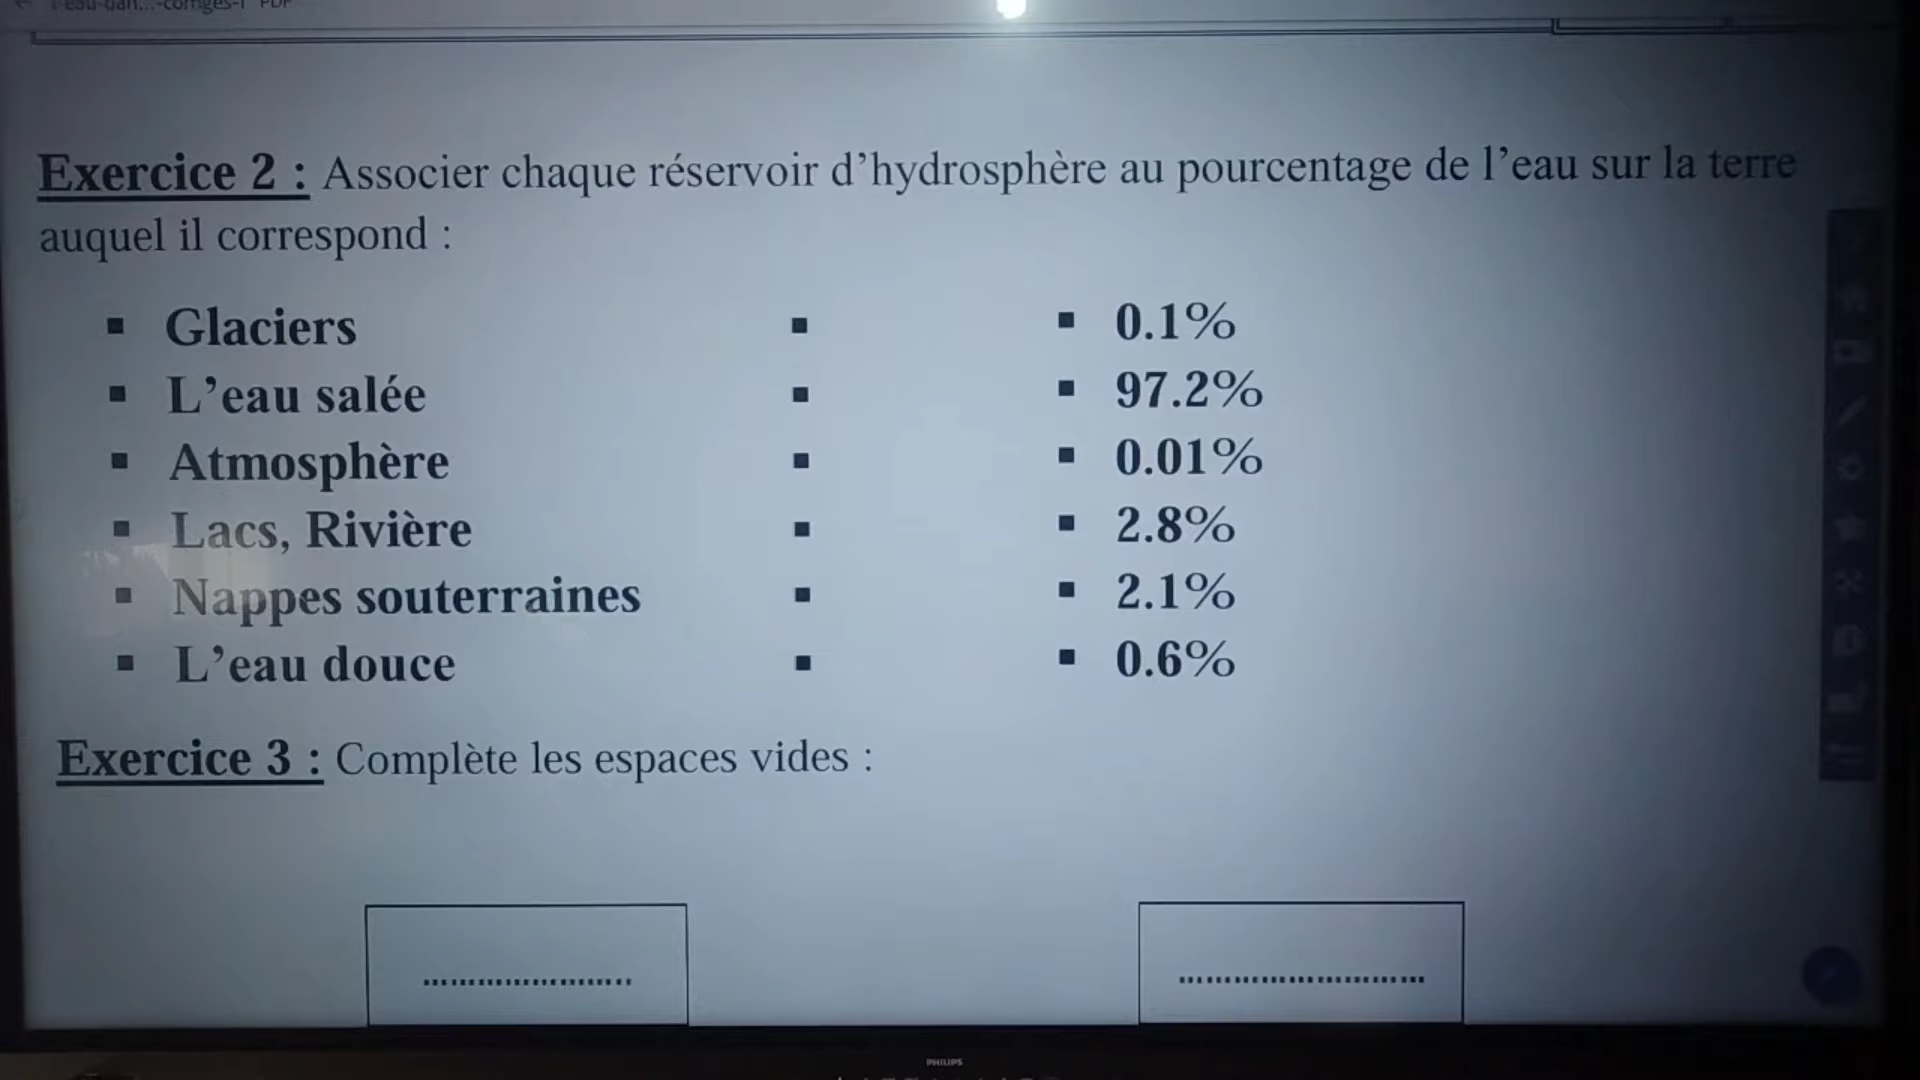 PDF
Exercice 2 : Associer chaque réservoir d'hydrosphère au pourcentage de l'eau sur la terre
auquel il correspond :
▪ Glaciers ▪ ▪ 0.1%
▪ L'eau salée ▪ ▪ 97.2%
▪ Atmosphère ▪ ▪ 0.01%
▪ Lacs, Rivière ▪ ▪ 2.8%
▪ Nappes souterraines ▪ ▪ 2.1%
▪ L'eau douce ▪ ▪ 0.6%
Exercice 3 : Complète les espaces vides :
....................... ...........................
PHILIPS